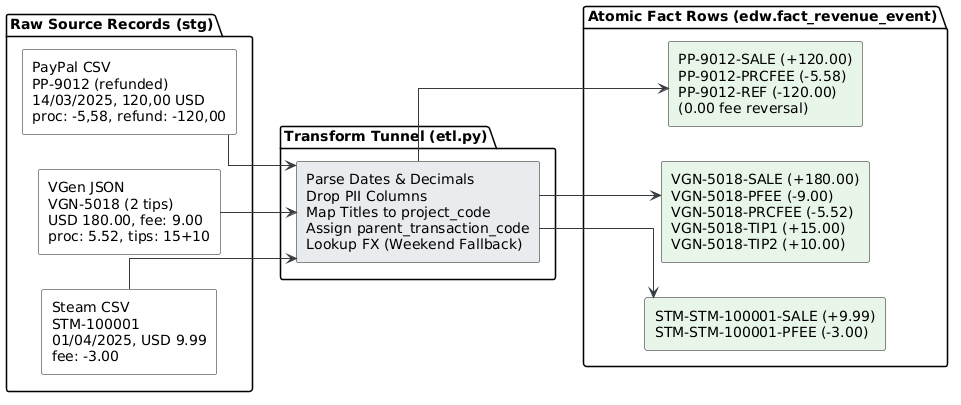 Raw Source Records (stg)
PayPal CSV
PP-9012 (refunded)
14/03/2025, 120,00 USD
proc: -5,58, refund: -120,00
VGen JSON
VGN-5018 (2 tips)
USD 180.00, fee: 9.00
proc: 5.52, tips: 15+10
Steam CSV
STM-100001
01/04/2025, USD 9.99
fee: -3.00
Transform Tunnel (etl.py)
Parse Dates & Decimals
Drop PII Columns
Map Titles to project_code
Assign parent_transaction_code
Lookup FX (Weekend Fallback)
Atomic Fact Rows (edw.fact_revenue_event)
PP-9012-SALE (+120.00)
PP-9012-PRCFEE (-5.58)
PP-9012-REF (-120.00)
(0.00 fee reversal)
VGN-5018-SALE (+180.00)
VGN-5018-PFEE (-9.00)
VGN-5018-PRCFEE (-5.52)
VGN-5018-TIP1 (+15.00)
VGN-5018-TIP2 (+10.00)
STM-STM-100001-SALE (+9.99)
STM-STM-100001-PFEE (-3.00)